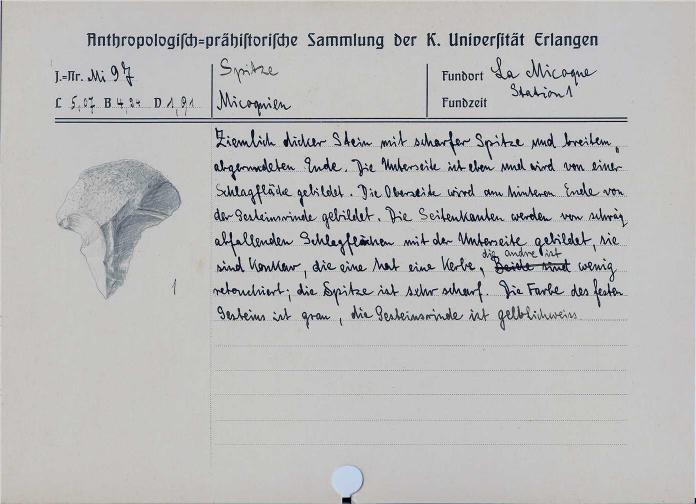 Anthropologisch=prähistorische Sammlung der K. Universität Erlangen
J.=Nr. Mi 97
Spitze
Fundort La Micoque
Station 1
L 5,07 B 4,24 D 1,91
Micoquien
Fundzeit
Ziemlich dicker Stein mit scharfer Spitze und breitem,
abgerundeten Ende. Die Unterseite ist eben und wird von einer
Schlagfläche gebildet. Die Oberseite wird am hinteren Ende von
der Gesteinsrinde gebildet. Die Seitenkanten werden von schräg
abfallenden Schlagflächen mit der Unterseite gebildet, sie
die andre ist
sind konkav, die eine hat eine Kerbe, Beide sind wenig
retouchiert; die Spitze ist sehr scharf. Die Farbe des festen
Gesteins ist grau, die Gesteinsrinde ist gelblichweiss.
1